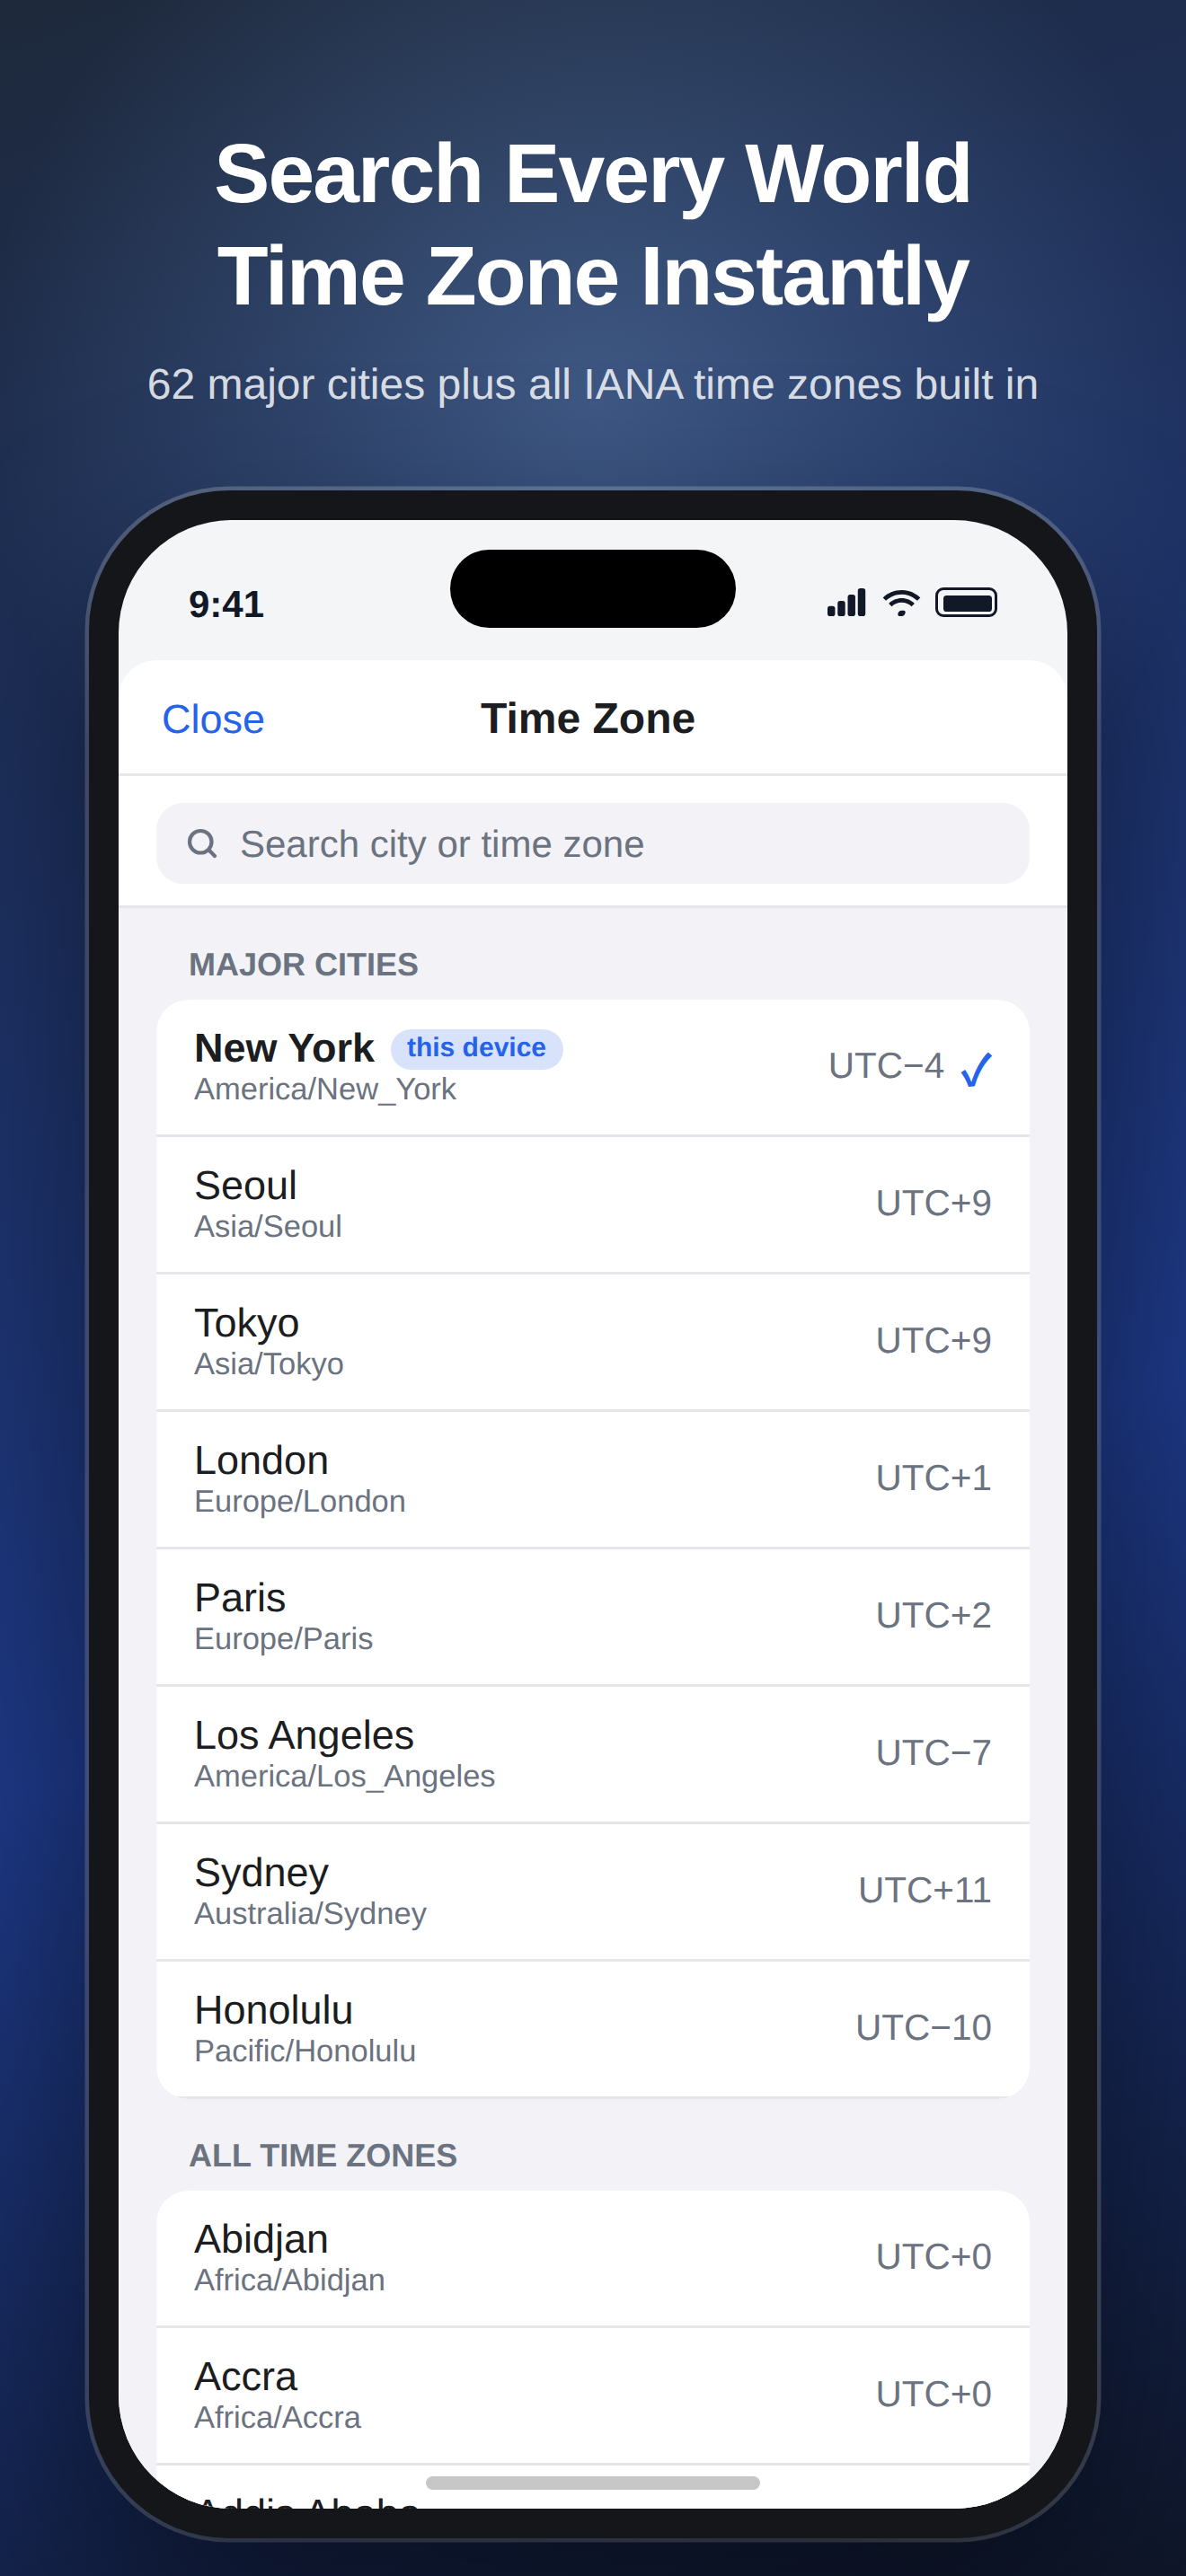 Search Every World
Time Zone Instantly
62 major cities plus all IANA time zones built in
9:41
Close
Time Zone
Search city or time zone
MAJOR CITIES
New York this device
America/New_York
UTC−4 ✓
Seoul
Asia/Seoul
UTC+9
Tokyo
Asia/Tokyo
UTC+9
London
Europe/London
UTC+1
Paris
Europe/Paris
UTC+2
Los Angeles
America/Los_Angeles
UTC−7
Sydney
Australia/Sydney
UTC+11
Honolulu
Pacific/Honolulu
UTC−10
ALL TIME ZONES
Abidjan
Africa/Abidjan
UTC+0
Accra
Africa/Accra
UTC+0